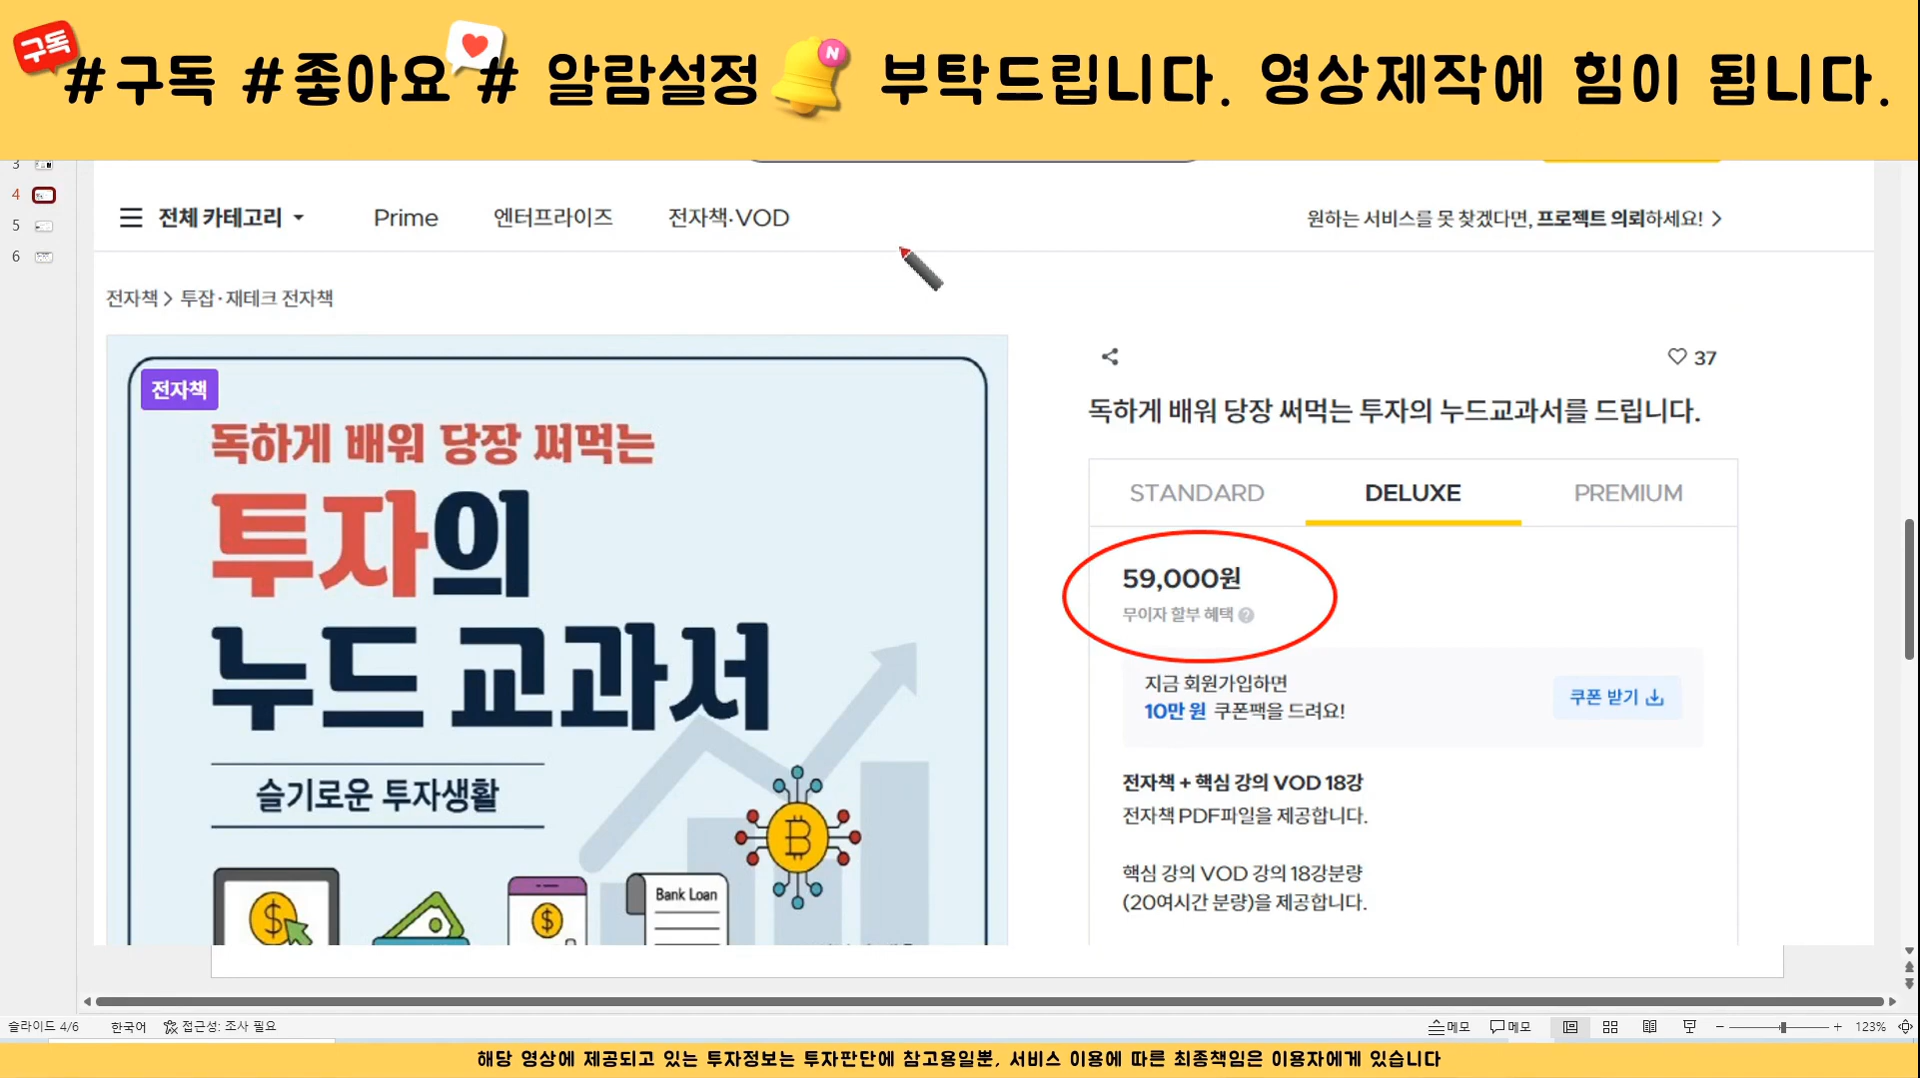 구독
#구독 #좋아요 # 알람설정 N 부탁드립니다. 영상제작에 힘이 됩니다.
3
4
5
6
전체 카테고리 Prime 엔터프라이즈 전자책·VOD 원하는 서비스를 못 찾겠다면, 프로젝트 의뢰하세요! >
전자책 > 투잡·재테크 전자책
37
전자책
독하게 배워 당장 써먹는 투자의 누드교과서를 드립니다.
독하게 배워 당장 써먹는
투자의
누드 교과서
슬기로운 투자생활
Bank Loan
STANDARD DELUXE PREMIUM
59,000원
무이자 할부 혜택 ?
지금 회원가입하면
10만 원 쿠폰팩을 드려요!
쿠폰 받기
전자책 + 핵심 강의 VOD 18강
전자책 PDF파일을 제공합니다.
핵심 강의 VOD 강의 18강분량
(20여시간 분량)을 제공합니다.
슬라이드 4/6 한국어 접근성: 조사 필요 메모 메모 123%
해당 영상에 제공되고 있는 투자정보는 투자판단에 참고용일뿐, 서비스 이용에 따른 최종책임은 이용자에게 있습니다